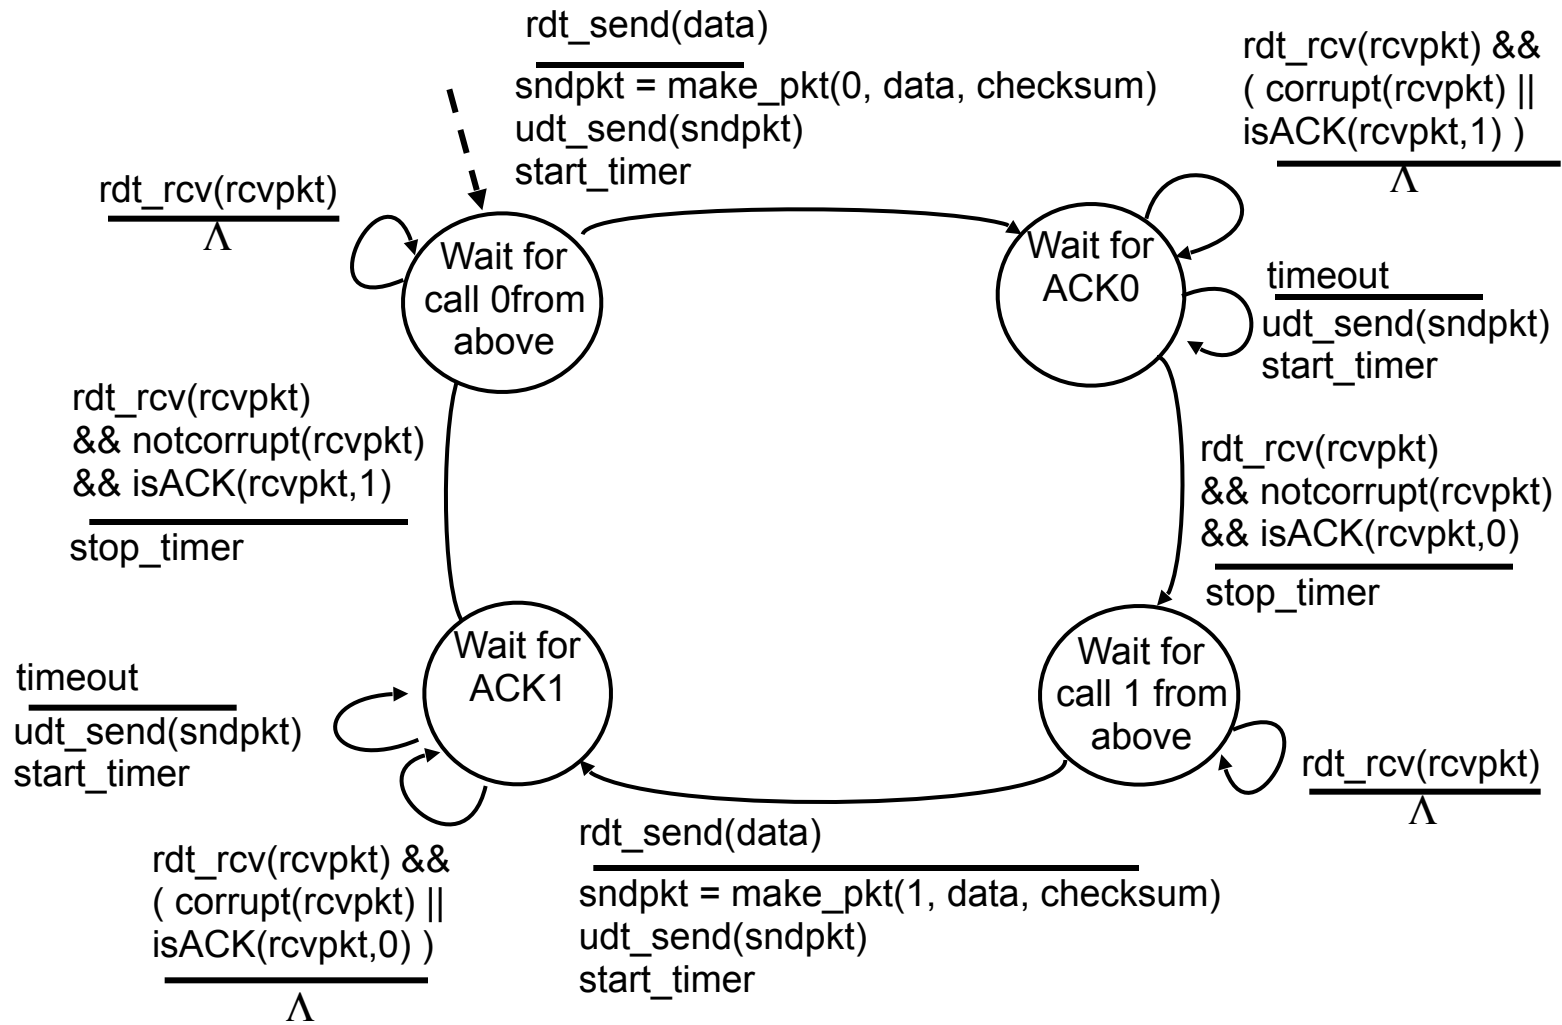 rdt_send(data)
sndpkt = make_pkt(0, data, checksum)
udt_send(sndpkt)
start_timer
rdt_rcv(rcvpkt) &&
( corrupt(rcvpkt) ||
isACK(rcvpkt,1) )
Λ
rdt_rcv(rcvpkt)
Λ
Wait for
call 0from
above
Wait for
ACK0
timeout
udt_send(sndpkt)
start_timer
rdt_rcv(rcvpkt)
&& notcorrupt(rcvpkt)
&& isACK(rcvpkt,1)
stop_timer
rdt_rcv(rcvpkt)
&& notcorrupt(rcvpkt)
&& isACK(rcvpkt,0)
stop_timer
Wait for
ACK1
Wait for
call 1 from
above
timeout
udt_send(sndpkt)
start_timer
rdt_rcv(rcvpkt)
Λ
rdt_rcv(rcvpkt) &&
( corrupt(rcvpkt) ||
isACK(rcvpkt,0) )
Λ
rdt_send(data)
sndpkt = make_pkt(1, data, checksum)
udt_send(sndpkt)
start_timer